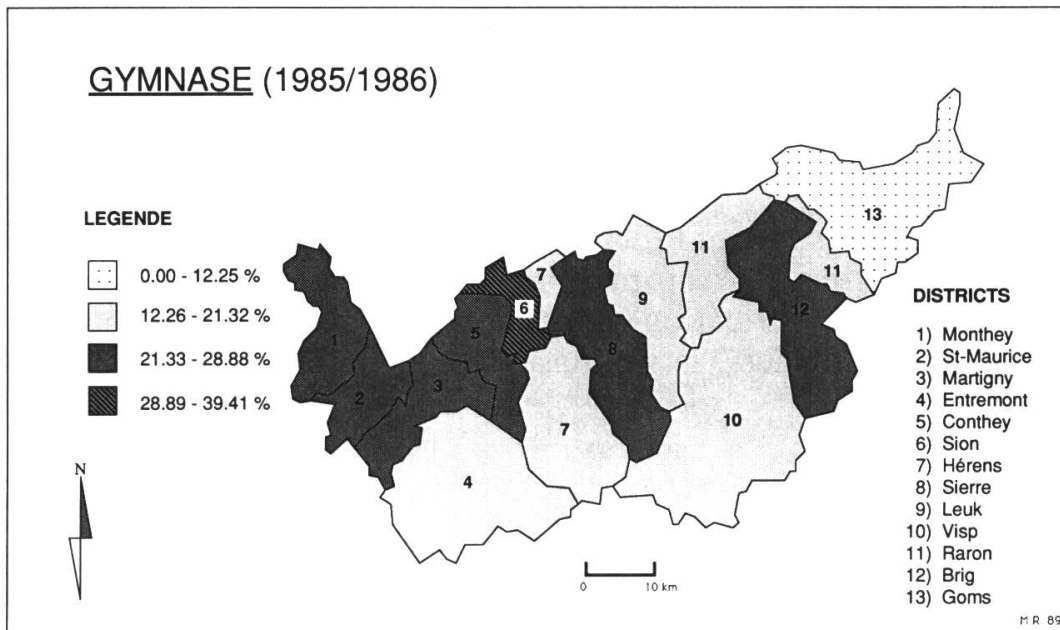 GYMNASE (1985/1986)
LEGENDE
0.00 - 12.25 %
12.26 - 21.32 %
21.33 - 28.88 %
28.89 - 39.41 %
N
1
2
3
4
5
6
7
7
8
9
10
11
11
12
13
0 10 km
DISTRICTS
1) Monthey
2) St-Maurice
3) Martigny
4) Entremont
5) Conthey
6) Sion
7) Hérens
8) Sierre
9) Leuk
10) Visp
11) Raron
12) Brig
13) Goms
M R 89